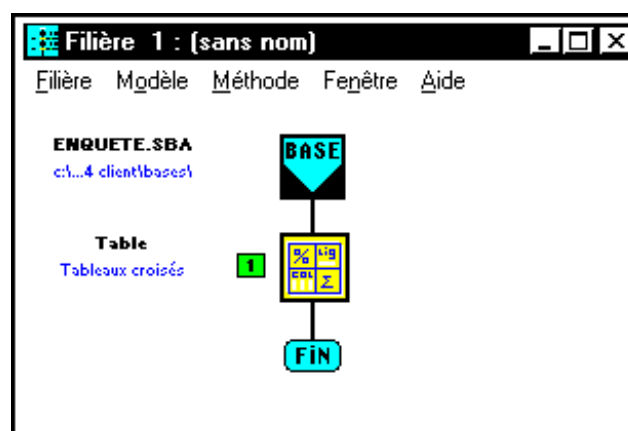 Filière 1 : (sans nom)
Filière Modèle Méthode Fenêtre Aide
ENQUETE.SBA
c:\...4 client\bases\
BASE
Table
Tableaux croisés
1
% Lig
COL Σ
FiN